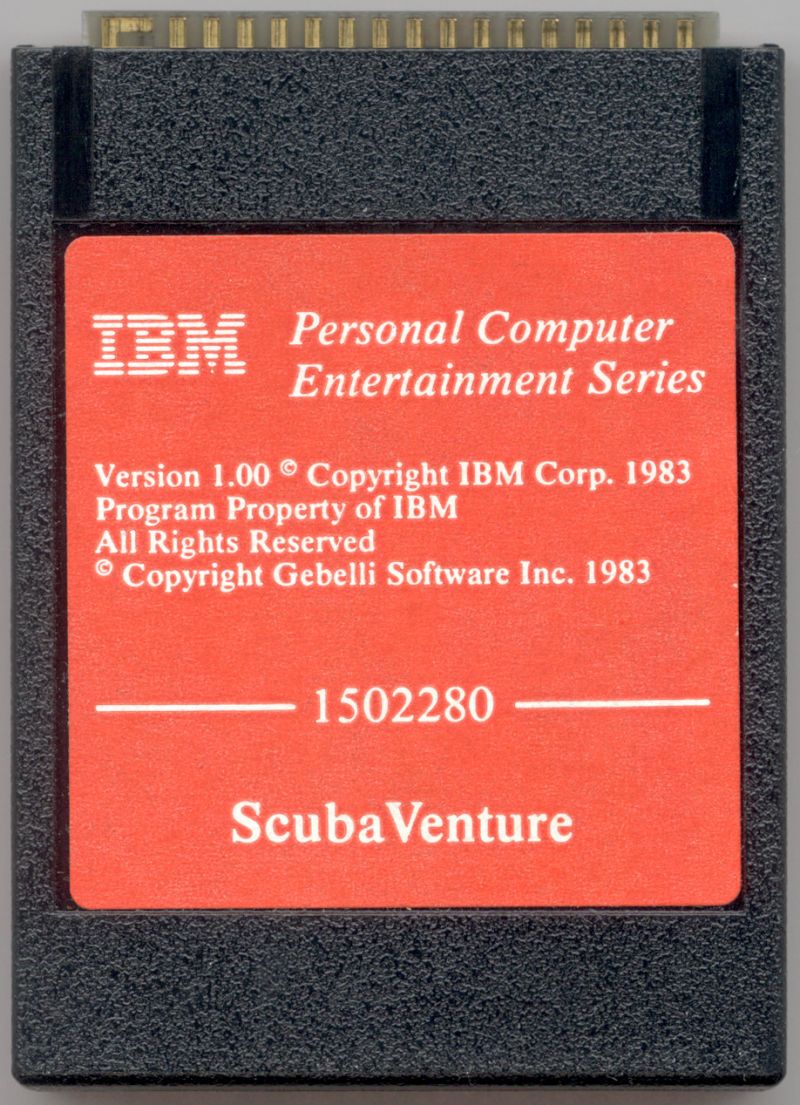 IBM Personal Computer
Entertainment Series
Version 1.00 © Copyright IBM Corp. 1983
Program Property of IBM
All Rights Reserved
© Copyright Gebelli Software Inc. 1983
1502280
ScubaVenture